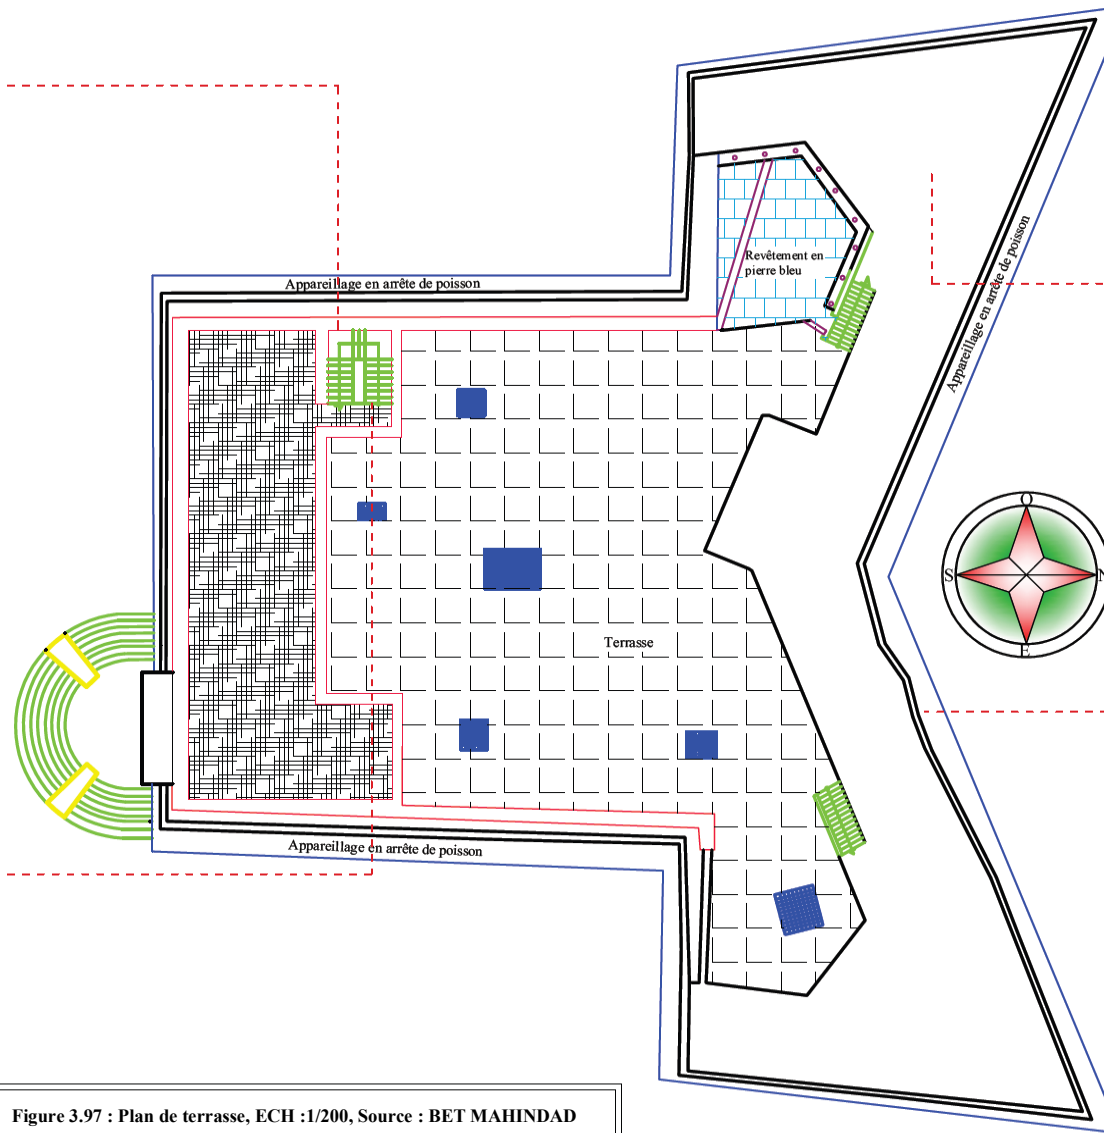 Appareillage en arrête de poisson
Revêtement en
pierre bleu
Appareillage en arrête de poisson
O
S
N
E
Terrasse
Appareillage en arrête de poisson
Figure 3.97 : Plan de terrasse, ECH :1/200, Source : BET MAHINDAD